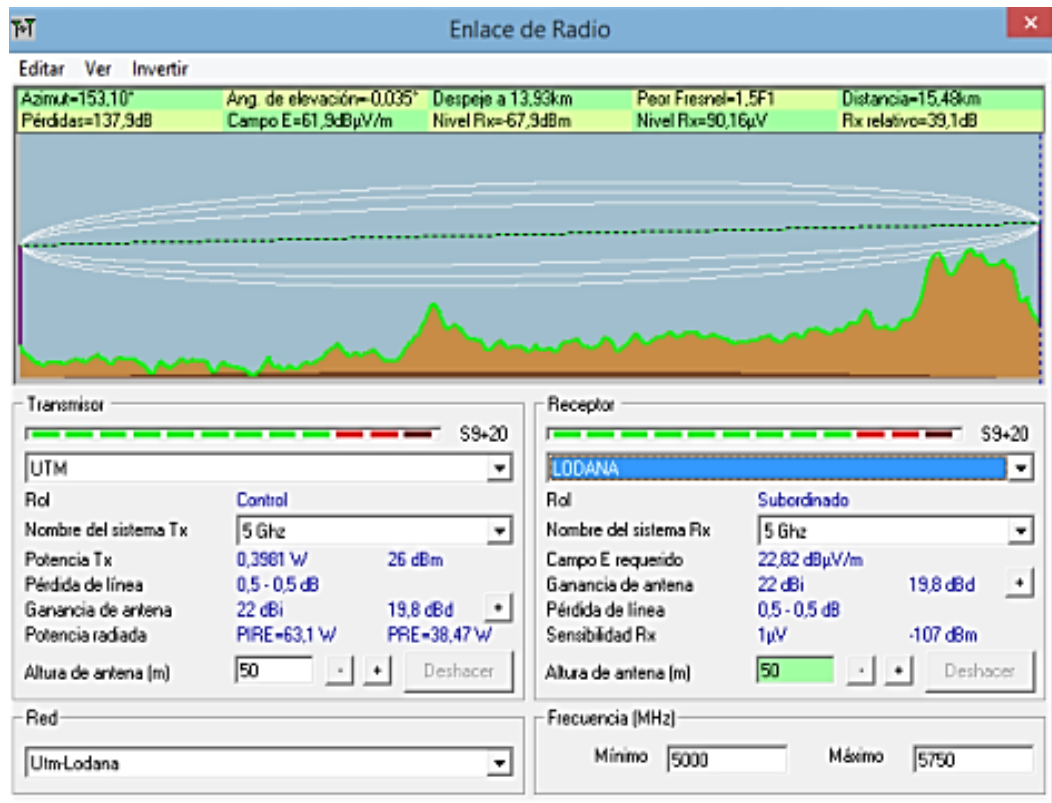 Enlace de Radio
Editar Ver Invertir
Azimut=153,10° Ang. de elevación=-0,035° Despeje a 13,93km Peor Fresnel=1,5F1 Distancia=15,48km
Pérdidas=137,9dB Campo E=61,9dBµV/m Nivel Rx=-67,9dBm Nivel Rx=90,16µV Rx relativo=39,1dB
Transmisor
S9+20
UTM
Rol Control
Nombre del sistema Tx 5 Ghz
Potencia Tx 0,3981 W 26 dBm
Pérdida de línea 0,5 - 0,5 dB
Ganancia de antena 22 dBi 19,8 dBd +
Potencia radiada PIRE=63,1 W PRE=38,47 W
Altura de antena (m) 50 - + Deshacer
Red
Utm-Lodana
Receptor
S9+20
LODANA
Rol Subordinado
Nombre del sistema Rx 5 Ghz
Campo E requerido 22,82 dBµV/m
Ganancia de antena 22 dBi 19,8 dBd +
Pérdida de línea 0,5 - 0,5 dB
Sensibilidad Rx 1µV -107 dBm
Altura de antena (m) 50 - + Deshacer
Frecuencia (MHz)
Mínimo 5000 Máximo 5750